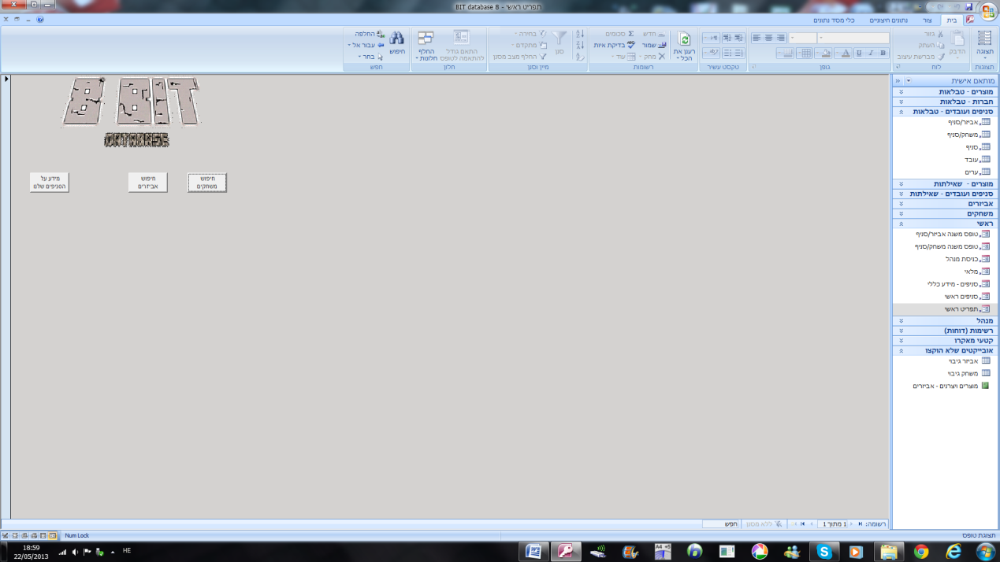 תפריט ראשי - BIT database 8
בית
צור
נתונים חיצוניים
כלי מסד נתונים
תצוגה
תצוגות
הדבק
גזור
העתק
מברשת עיצוב
לוח
גופן
טקסט עשיר
רענן את הכל
חדש
שמור
מחק
סכומים
בדיקת איות
עוד
רשומות
סנן
בחירה
מתקדם
החלף מצב מסנן
מיין וסנן
התאם גודל
להתאמה לטופס
החלף
חלונות
חלון
חיפוש
החלפה
עבור אל
בחר
חפש
מותאם אישית
מוצרים - טבלאות
חברות - טבלאות
סניפים ועובדים - טבלאות
אביזר/סניף
משחק/סניף
סניף
עובד
ערים
מוצרים - שאילתות
סניפים ועובדים - שאילתות
אביזרים
משחקים
ראשי
טופס משנה אביזר/סניף
טופס משנה משחק/סניף
כניסת מנהל
מלאי
סניפים - מידע כללי
סניפים ראשי
תפריט ראשי
מנהל
רשימות (דוחות)
קטעי מאקרו
אובייקטים שלא הוקצו
אביזר גיבוי
משחק גיבוי
מוצרים ויצרנים - אביזרים
8 BIT
DATABASE
חיפוש
משחקים
חיפוש
אביזרים
מידע על
הסניפים שלנו
רשומה: 1 מתוך 1 ללא מסנן חפש
תצוגת טופס
Num Lock
A4 +5
HE
18:59
22/05/2013